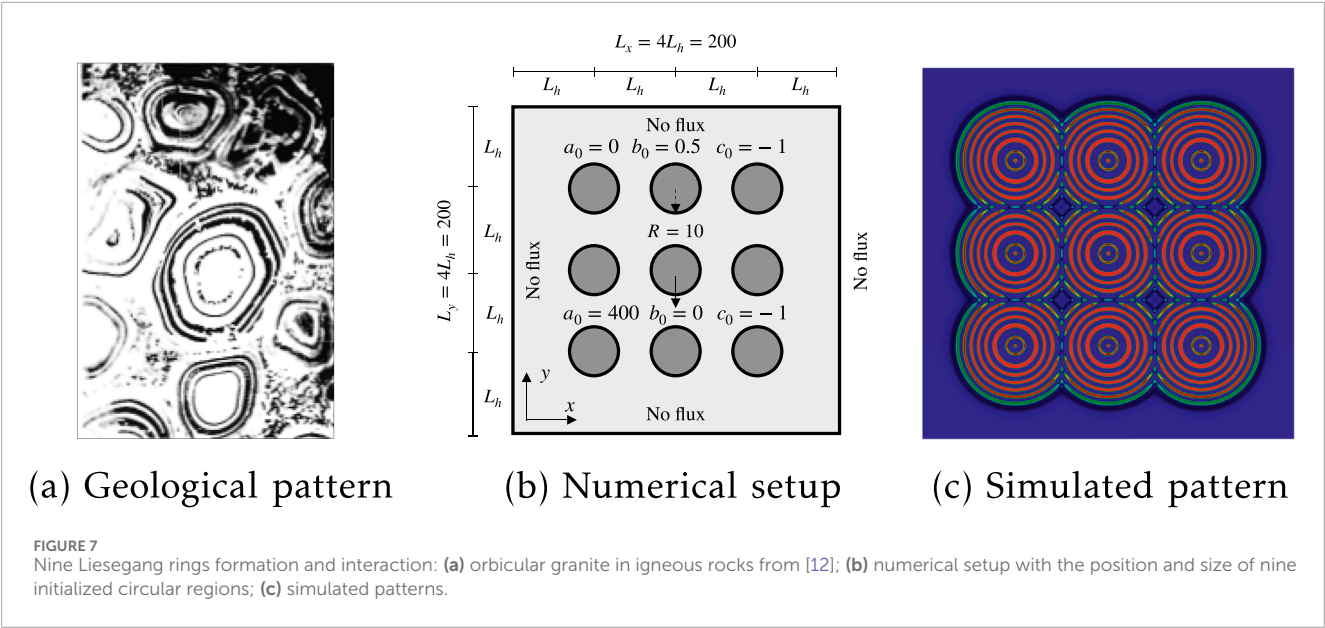 Lx = 4Lh = 200
Lh Lh Lh Lh
No flux
Lh
a0 = 0 b0 = 0.5 c0 = − 1
Ly = 4Lh = 200
Lh
No flux
R = 10
No flux
Lh
a0 = 400 b0 = 0 c0 = − 1
Lh
y
x
No flux
(a) Geological pattern
(b) Numerical setup
(c) Simulated pattern
FIGURE 7
Nine Liesegang rings formation and interaction: (a) orbicular granite in igneous rocks from [12]; (b) numerical setup with the position and size of nine
initialized circular regions; (c) simulated patterns.